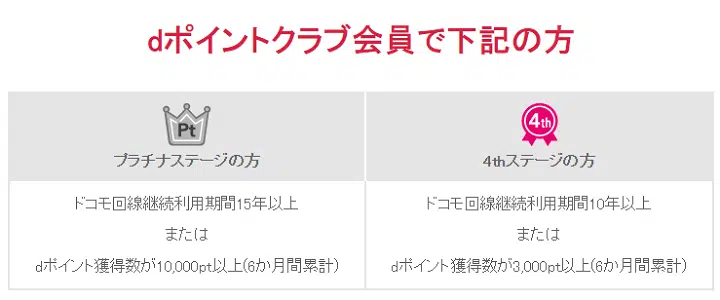 dポイントクラブ会員で下記の方
Pt
4th
プラチナステージの方
4thステージの方
ドコモ回線継続利用期間15年以上
または
dポイント獲得数が10,000pt以上(6か月間累計)
ドコモ回線継続利用期間10年以上
または
dポイント獲得数が3,000pt以上(6か月間累計)